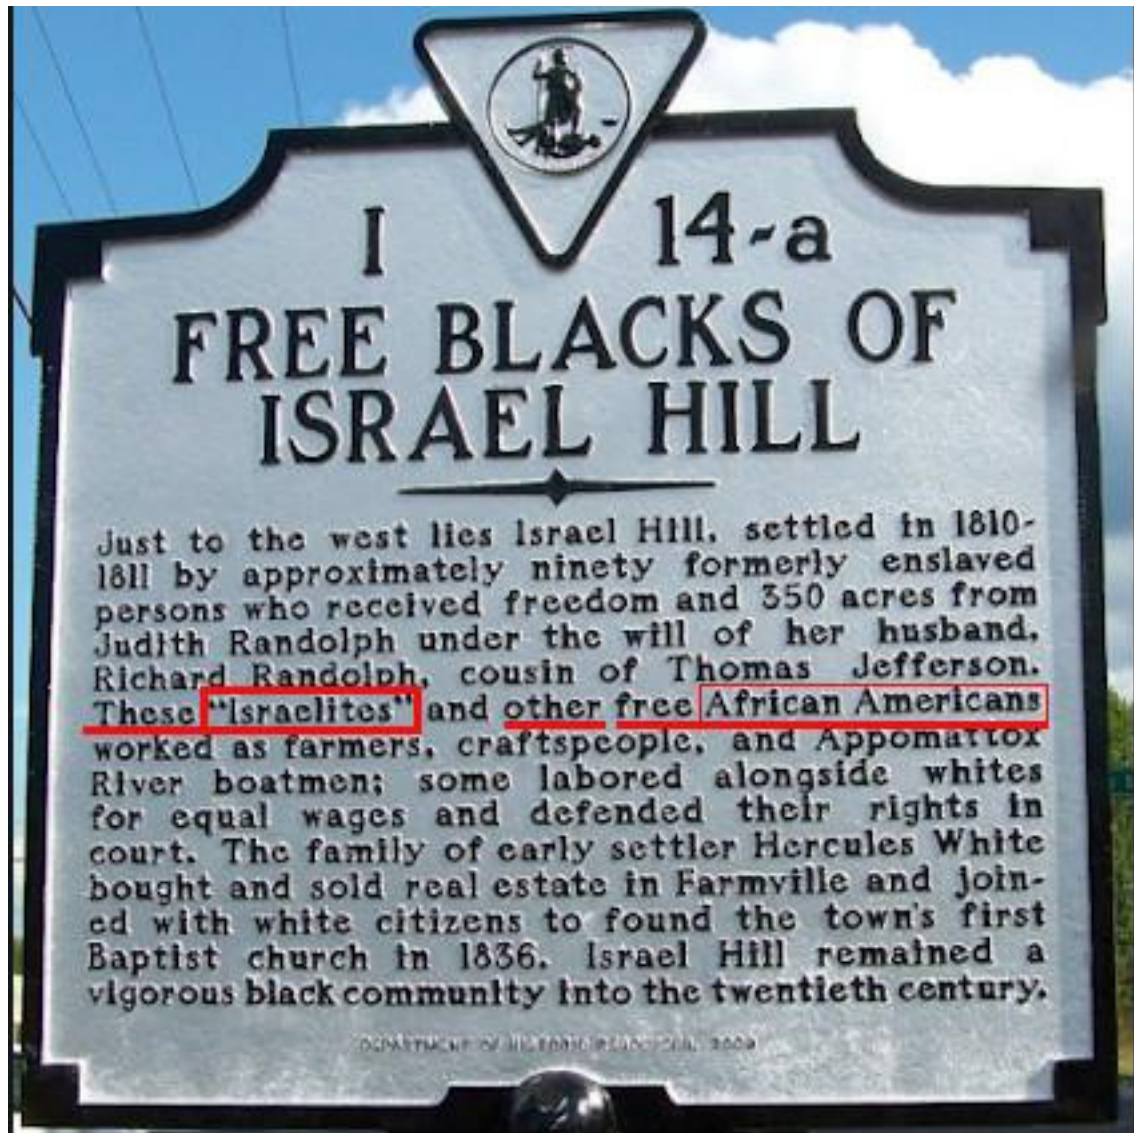 I 14-a
FREE BLACKS OF
ISRAEL HILL
Just to the west lies Israel Hill, settled in 1810-
1811 by approximately ninety formerly enslaved
persons who received freedom and 350 acres from
Judith Randolph under the will of her husband,
Richard Randolph, cousin of Thomas Jefferson.
These "Israelites" and other free African Americans
worked as farmers, craftspeople, and Appomattox
River boatmen; some labored alongside whites
for equal wages and defended their rights in
court. The family of early settler Hercules White
bought and sold real estate in Farmville and join-
ed with white citizens to found the town's first
Baptist church in 1836. Israel Hill remained a
vigorous black community into the twentieth century.
DEPARTMENT OF HISTORIC RESOURCES,